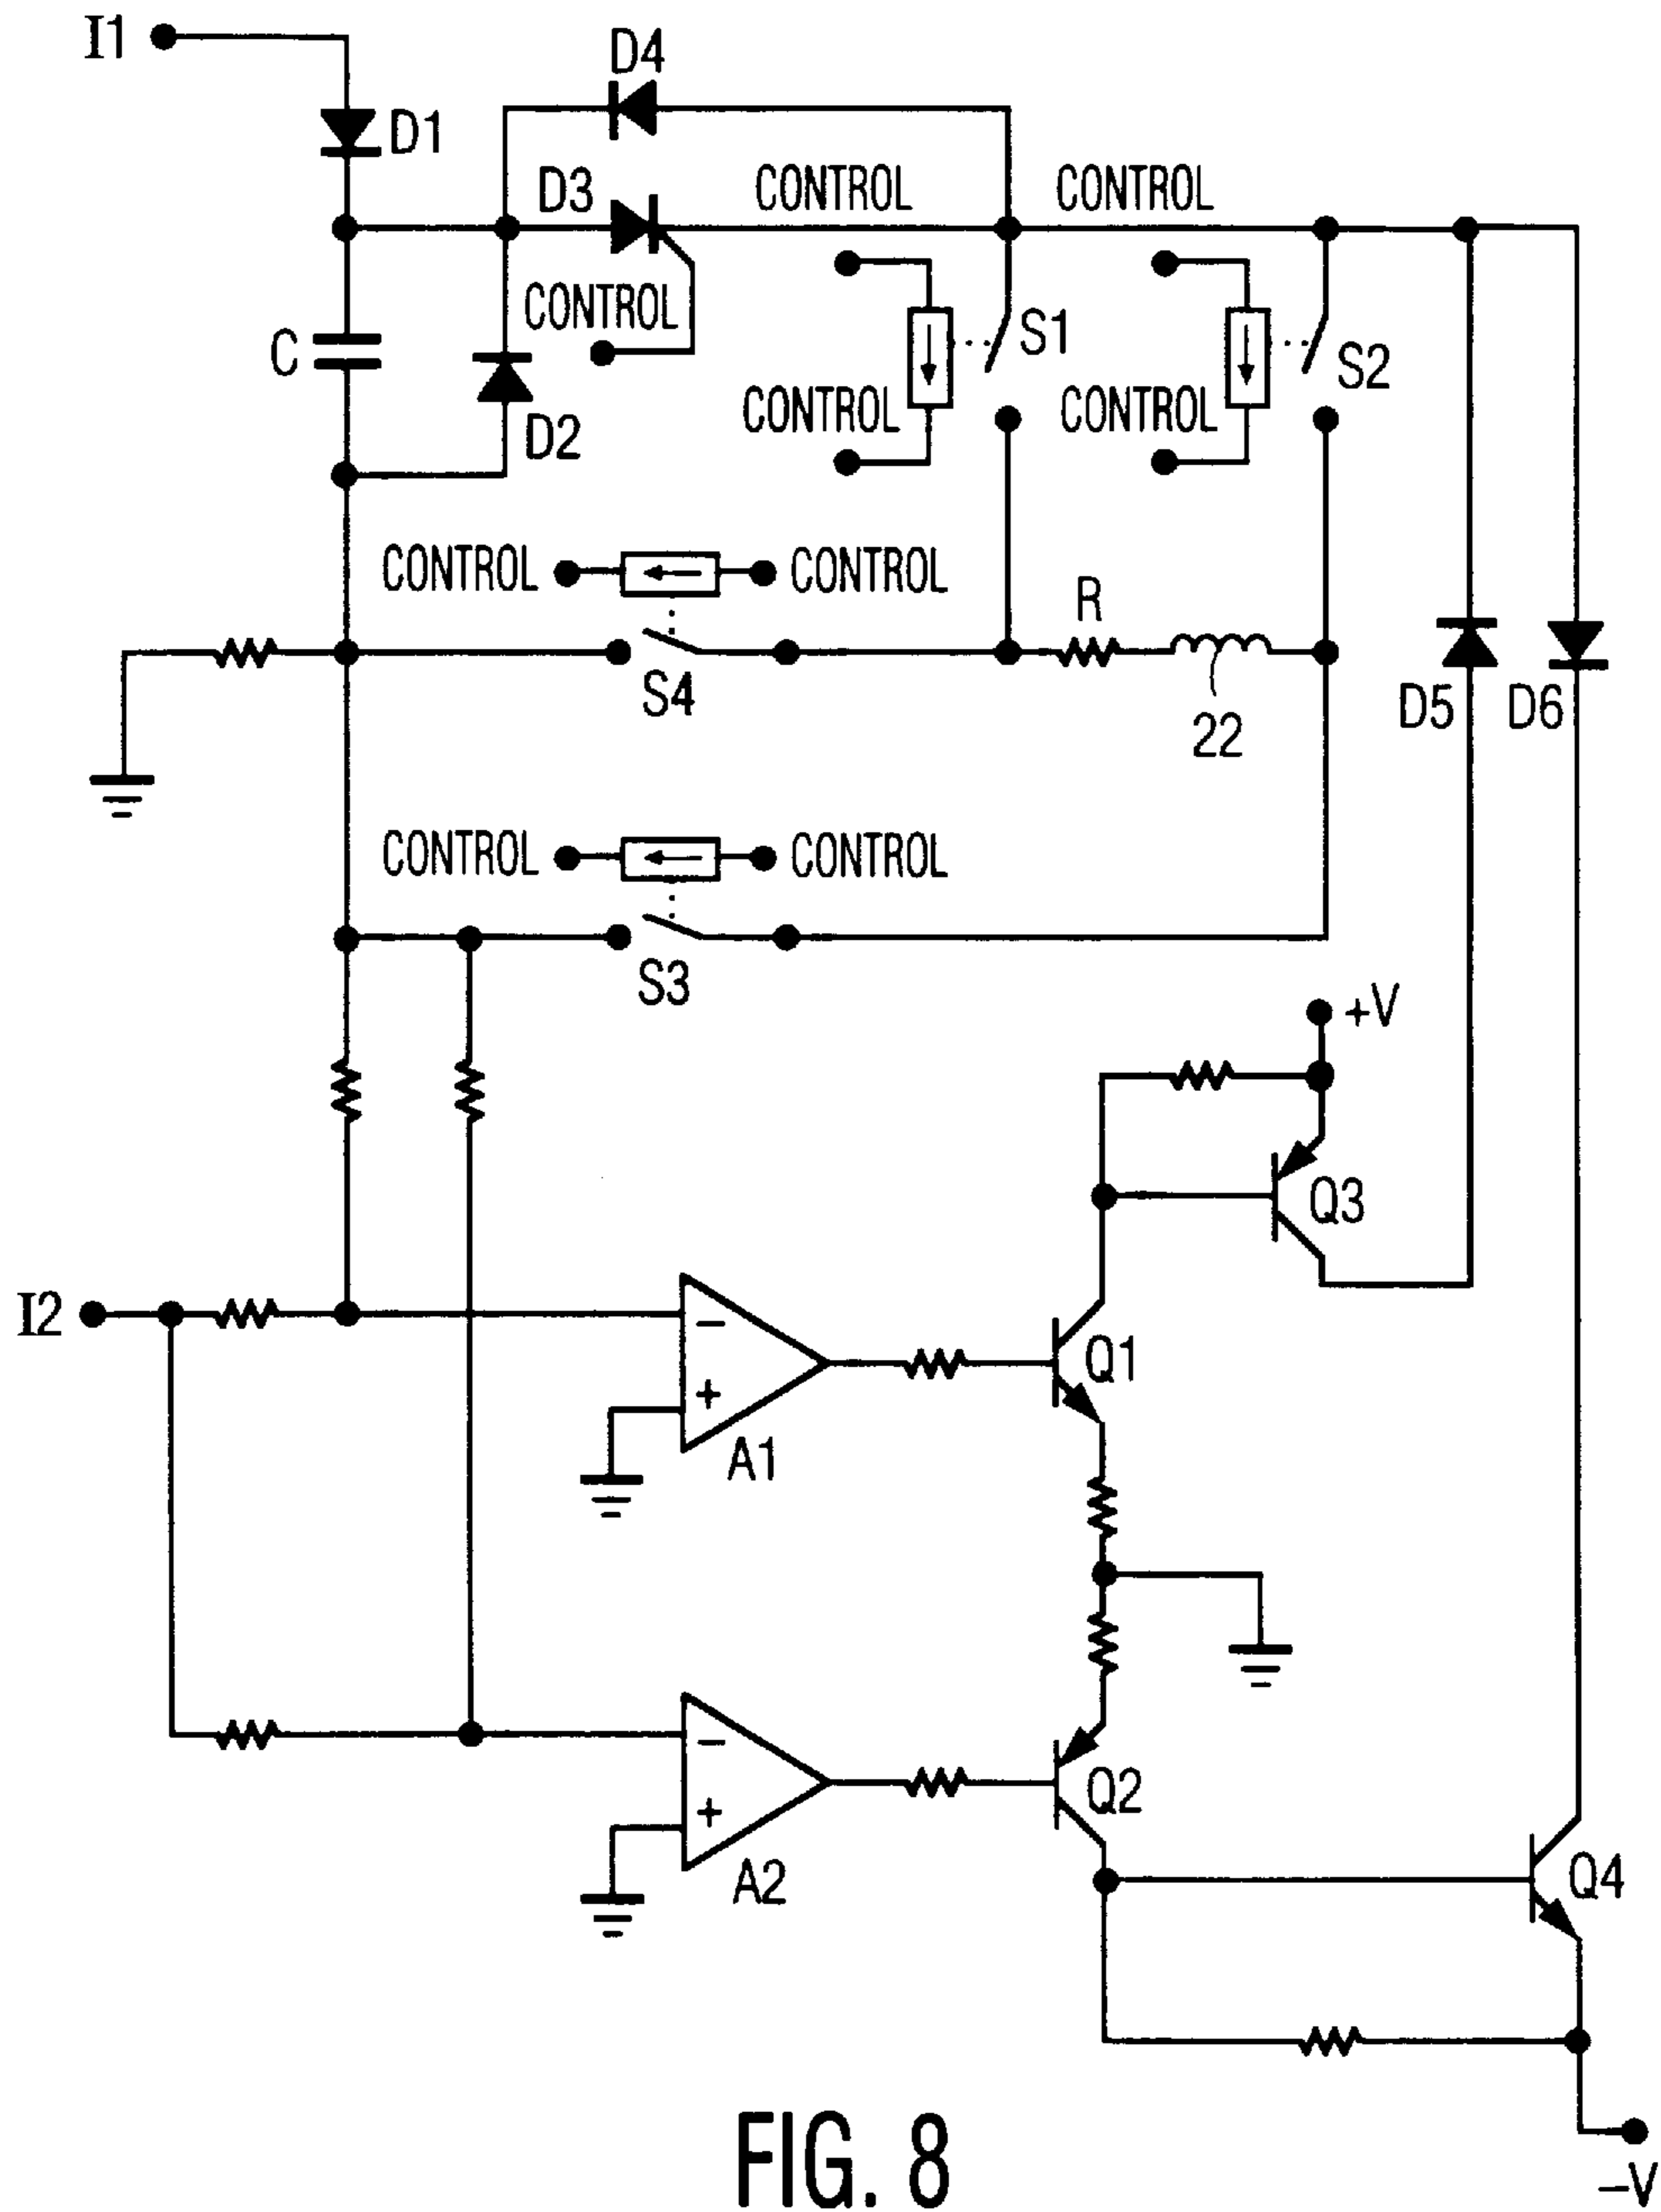 I1
D4
D1
D3
CONTROL
CONTROL
CONTROL
S1
C
S2
CONTROL
CONTROL
D2
CONTROL
CONTROL
R
S4
D5
D6
22
CONTROL
CONTROL
S3
+V
Q3
I2
−
Q1
+
A1
−
Q2
+
A2
Q4
FIG. 8
−V